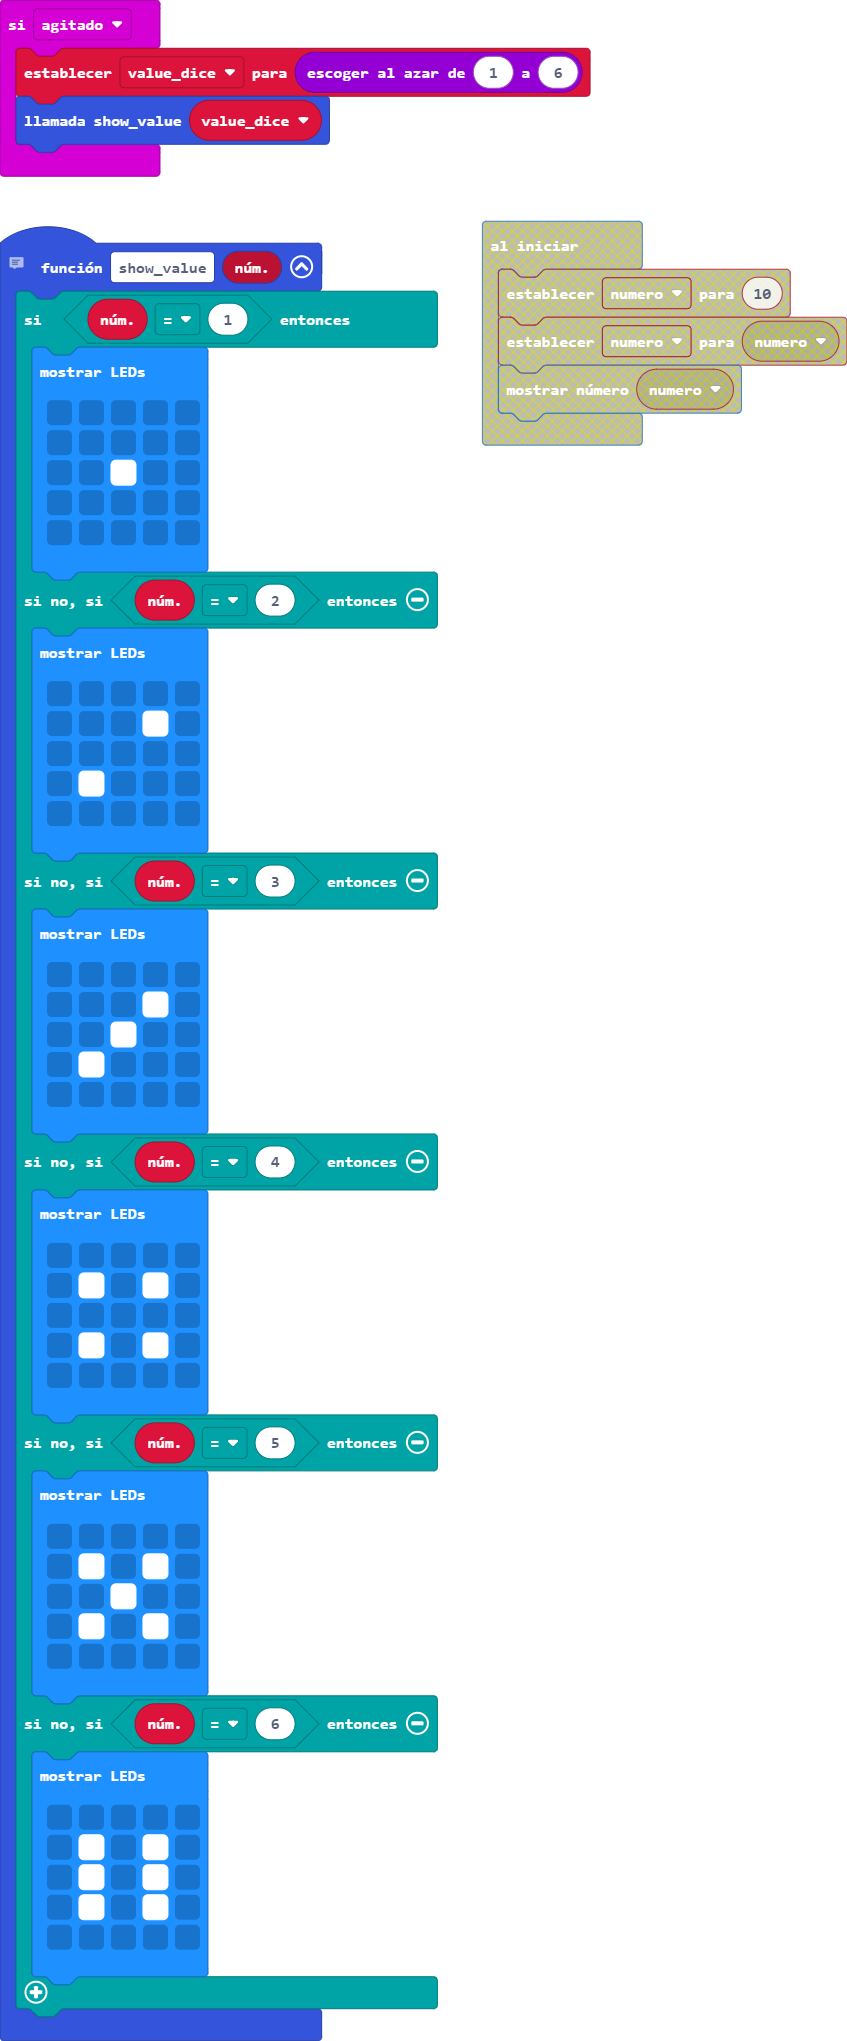 si agitado
establecer value_dice para escoger al azar de 1 a 6
llamada show_value value_dice
función show_value núm.
si núm. = 1 entonces
mostrar LEDs
si no, si núm. = 2 entonces
mostrar LEDs
si no, si núm. = 3 entonces
mostrar LEDs
si no, si núm. = 4 entonces
mostrar LEDs
si no, si núm. = 5 entonces
mostrar LEDs
si no, si núm. = 6 entonces
mostrar LEDs
al iniciar
establecer numero para 10
establecer numero para numero
mostrar número numero